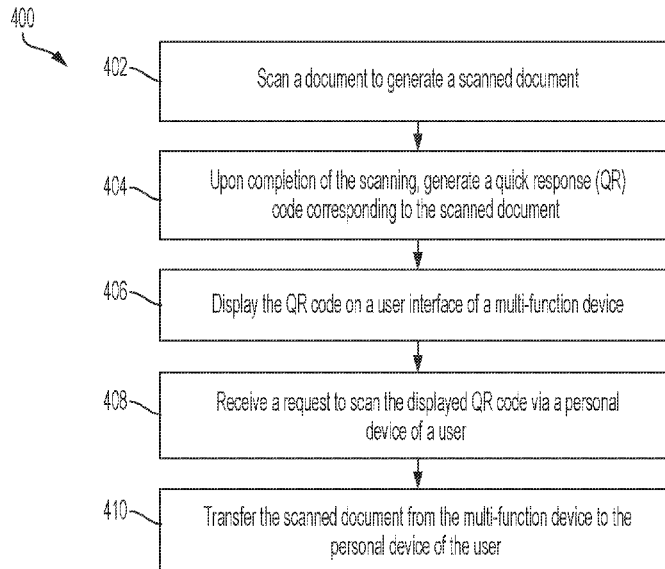 400
402
Scan a document to generate a scanned document
404
Upon completion of the scanning, generate a quick response (QR)
code corresponding to the scanned document
406
Display the QR code on a user interface of a multi-function device
408
Receive a request to scan the displayed QR code via a personal
device of a user
410
Transfer the scanned document from the multi-function device to the
personal device of the user